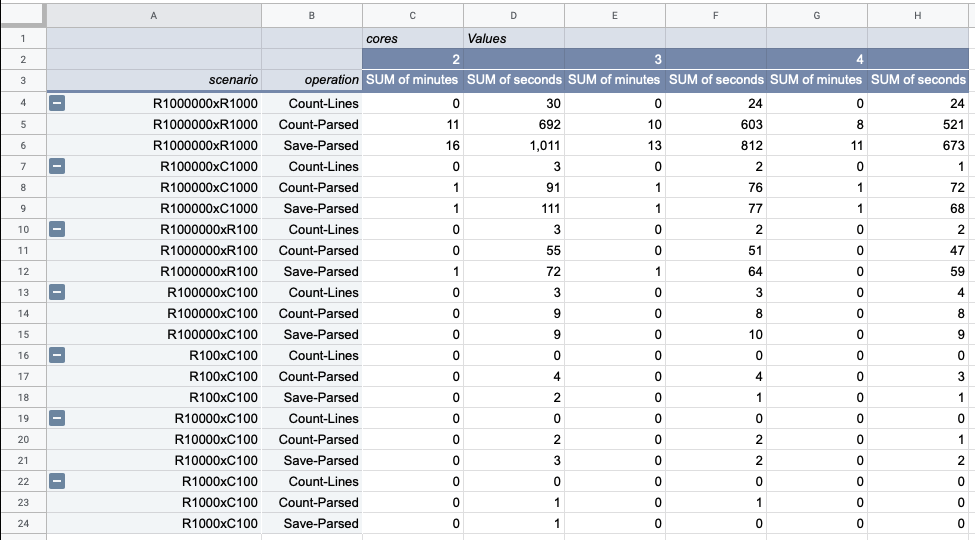 A B C D E F G H
1 cores Values
2 2 3 4
3 scenario operation SUM of minutes SUM of seconds SUM of minutes SUM of seconds SUM of minutes SUM of seconds
4 R1000000xR1000 Count-Lines 0 30 0 24 0 24
5 R1000000xR1000 Count-Parsed 11 692 10 603 8 521
6 R1000000xR1000 Save-Parsed 16 1,011 13 812 11 673
7 R100000xC1000 Count-Lines 0 3 0 2 0 1
8 R100000xC1000 Count-Parsed 1 91 1 76 1 72
9 R100000xC1000 Save-Parsed 1 111 1 77 1 68
10 R1000000xR100 Count-Lines 0 3 0 2 0 2
11 R1000000xR100 Count-Parsed 0 55 0 51 0 47
12 R1000000xR100 Save-Parsed 1 72 1 64 0 59
13 R100000xC100 Count-Lines 0 3 0 3 0 4
14 R100000xC100 Count-Parsed 0 9 0 8 0 8
15 R100000xC100 Save-Parsed 0 9 0 10 0 9
16 R100xC100 Count-Lines 0 0 0 0 0 0
17 R100xC100 Count-Parsed 0 4 0 4 0 3
18 R100xC100 Save-Parsed 0 2 0 1 0 1
19 R10000xC100 Count-Lines 0 0 0 0 0 0
20 R10000xC100 Count-Parsed 0 2 0 2 0 1
21 R10000xC100 Save-Parsed 0 3 0 2 0 2
22 R1000xC100 Count-Lines 0 0 0 0 0 0
23 R1000xC100 Count-Parsed 0 1 0 1 0 0
24 R1000xC100 Save-Parsed 0 1 0 0 0 0